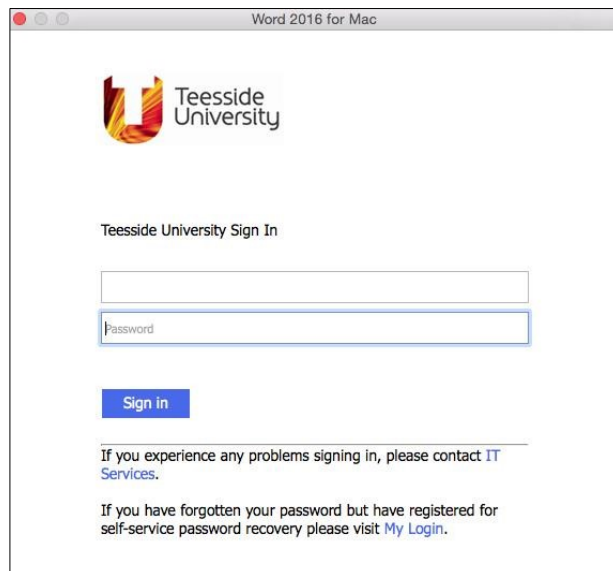 Word 2016 for Mac
Teesside
University
Teesside University Sign In
Password
Sign in
If you experience any problems signing in, please contact IT
Services.
If you have forgotten your password but have registered for
self-service password recovery please visit My Login.